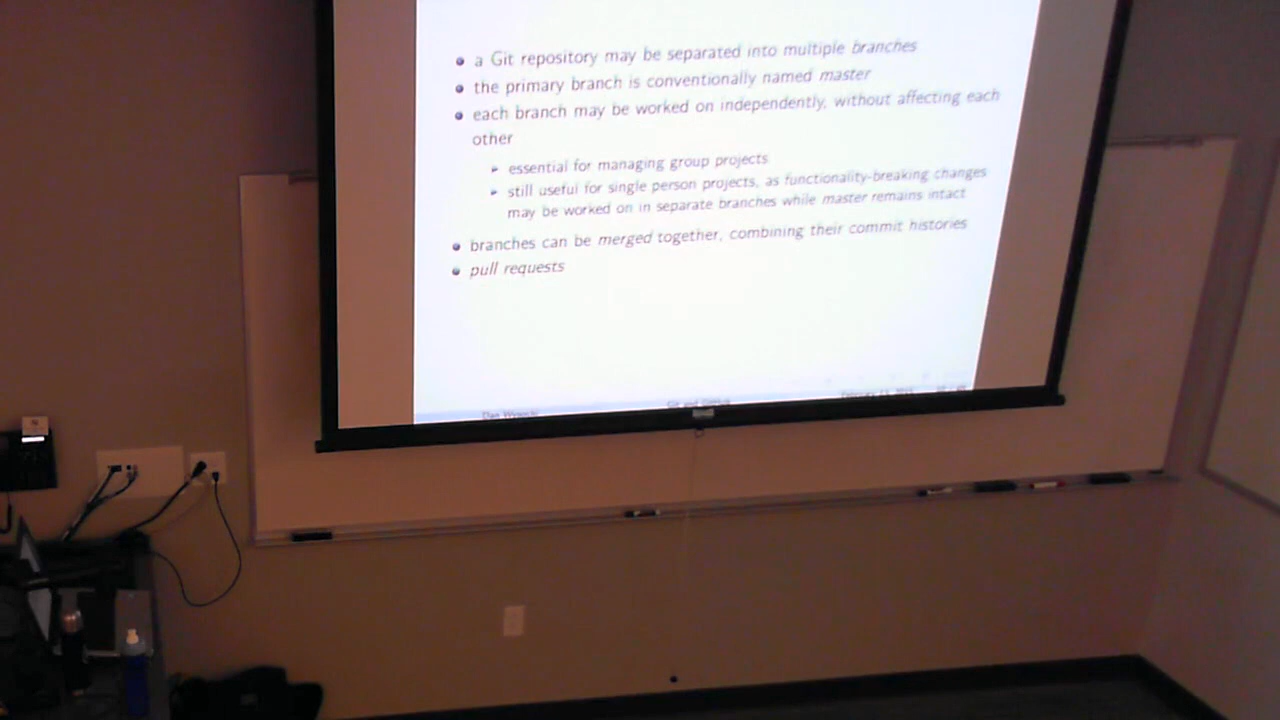 a Git repository may be separated into multiple branches
the primary branch is conventionally named master
each branch may be worked on independently, without affecting each
other
essential for managing group projects
still useful for single person projects, as functionality-breaking changes
may be worked on in separate branches while master remains intact
branches can be merged together, combining their commit histories
pull requests
Git and GitHub